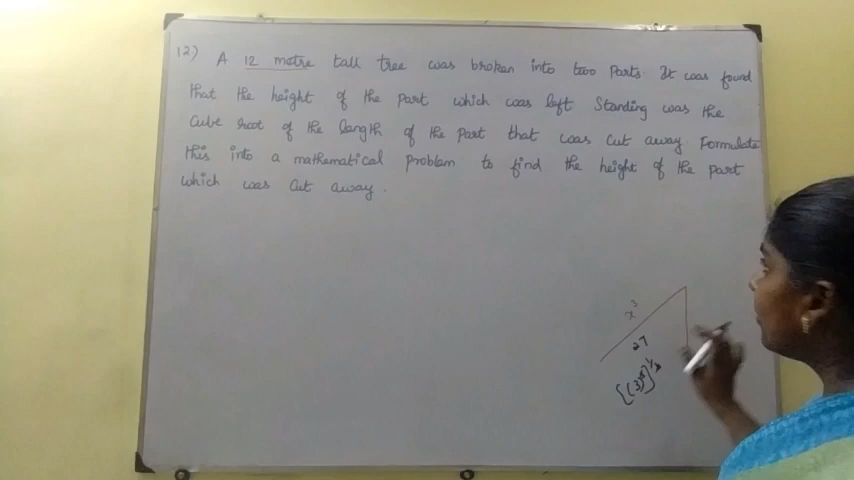 12.) A 12 metre tall tree was broken into two parts. It was found
that the height of the part which was left standing was the
cube root of the length of the part that was cut away. Formulate
this into a mathematical problem to find the height of the part
which was cut away.
x³
27
[(3)³]^1/3